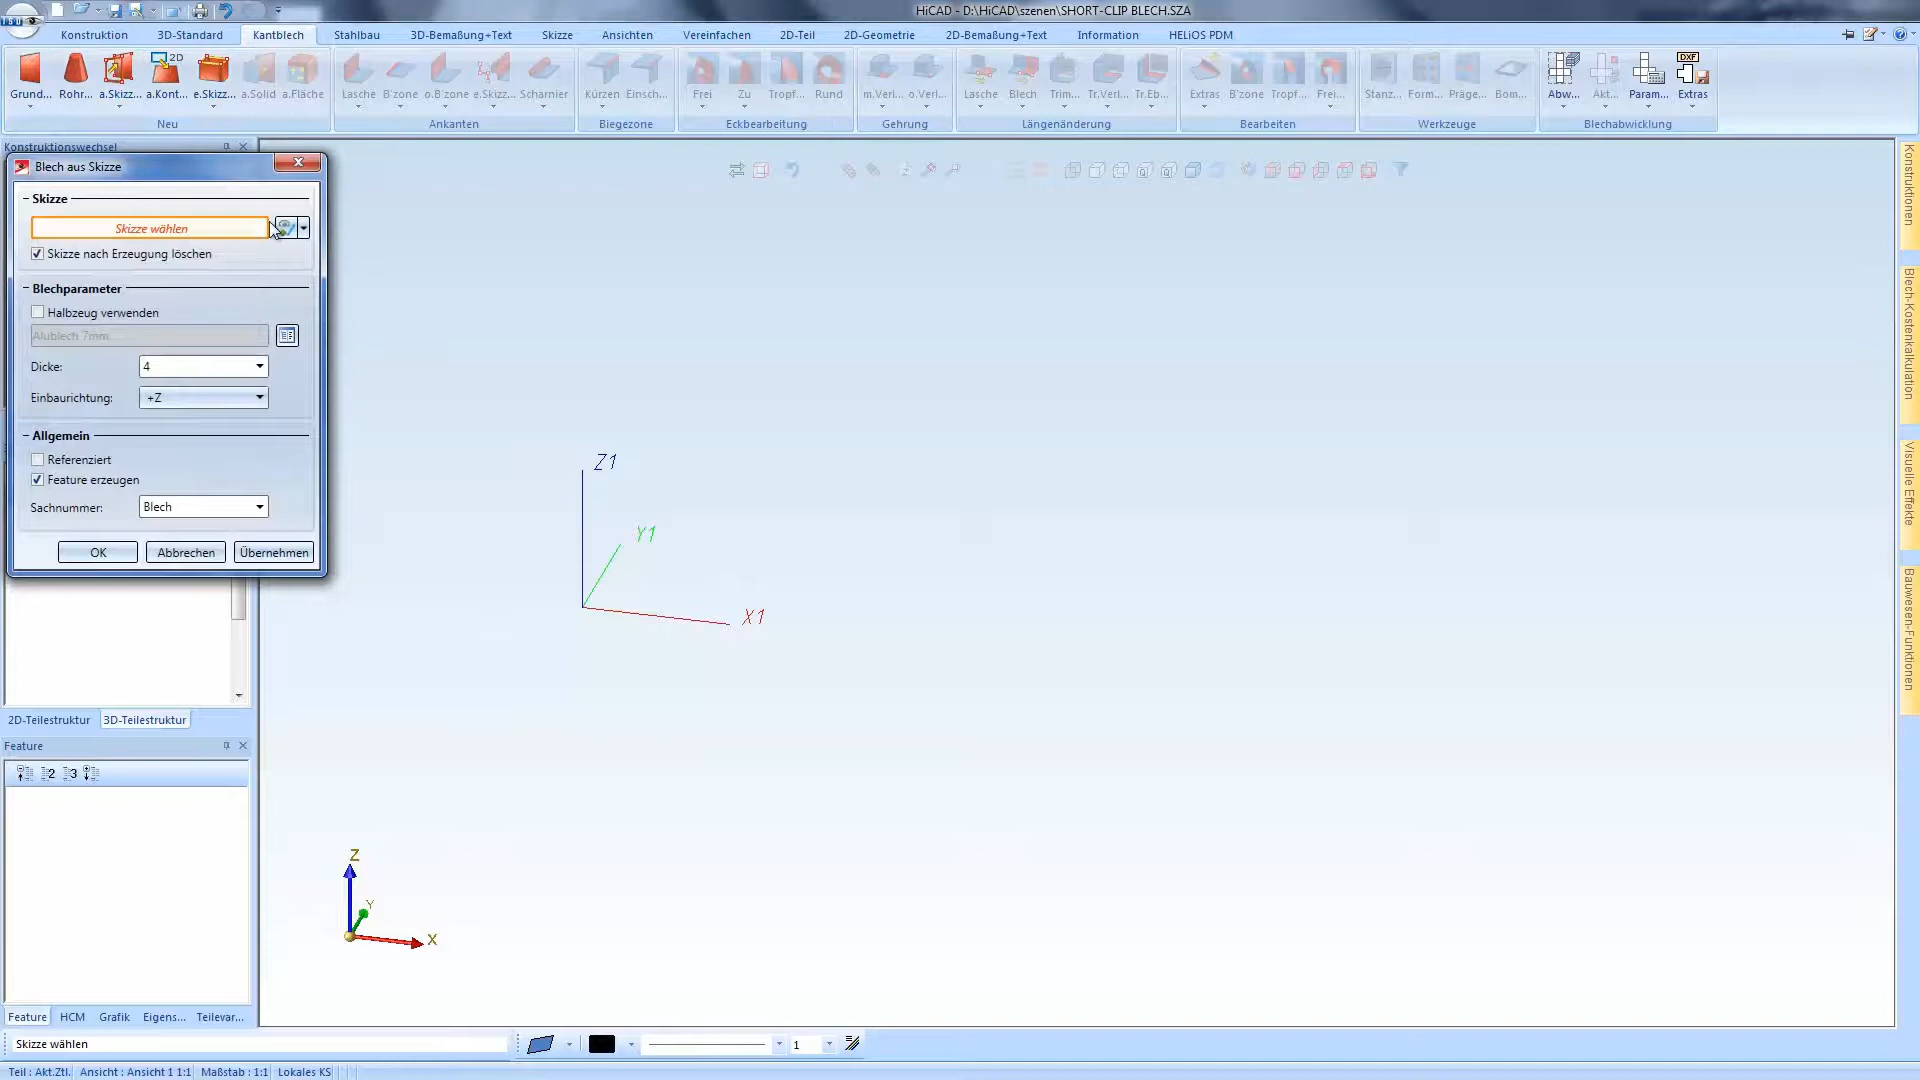 HiCAD - D:\HiCAD\szenen\SHORT-CLIP BLECH.SZA
Konstruktion 3D-Standard Kantblech Stahlbau 3D-Bemaßung+Text Skizze Ansichten Vereinfachen 2D-Teil 2D-Geometrie 2D-Bemaßung+Text Information HELiOS PDM
2D DXF
Grund... Rohr... a.Skizz... a.Kont... e.Skizz... a.Solid a.Fläche Lasche B'zone o.B'zone e.Skizz... Scharnier Kürzen Einsch... Frei Zu Tropf... Rund m.Verl... o.Verl... Lasche Blech Trim... Tr.Verl... Tr.Eb... Extras B'zone Tropf... Frei... Stanz... Form... Präge... Bom... Abw... Akt... Param... Extras
Neu Ankanten Biegezone Eckbearbeitung Gehrung Längenänderung Bearbeiten Werkzeuge Blechabwicklung
Konstruktionswechsel
Blech aus Skizze
Skizze
Skizze wählen
Skizze nach Erzeugung löschen
Blechparameter
Halbzeug verwenden
Alublech 7mm
Dicke: 4
Einbaurichtung: +Z
Allgemein
Referenziert
Feature erzeugen
Sachnummer: Blech
OK Abbrechen Übernehmen
2D-Teilestruktur 3D-Teilestruktur
Feature
2 3
Feature HCM Grafik Eigens... Teilevar...
Z1
Y1
X1
Z
Y
X
Konstruktionen
Blech-Kostenkalkulation
Visuelle Effekte
Bauwesen-Funktionen
Skizze wählen 1
Teil : Akt.Ztl. Ansicht : Ansicht 1 1:1 Maßstab : 1:1 Lokales KS